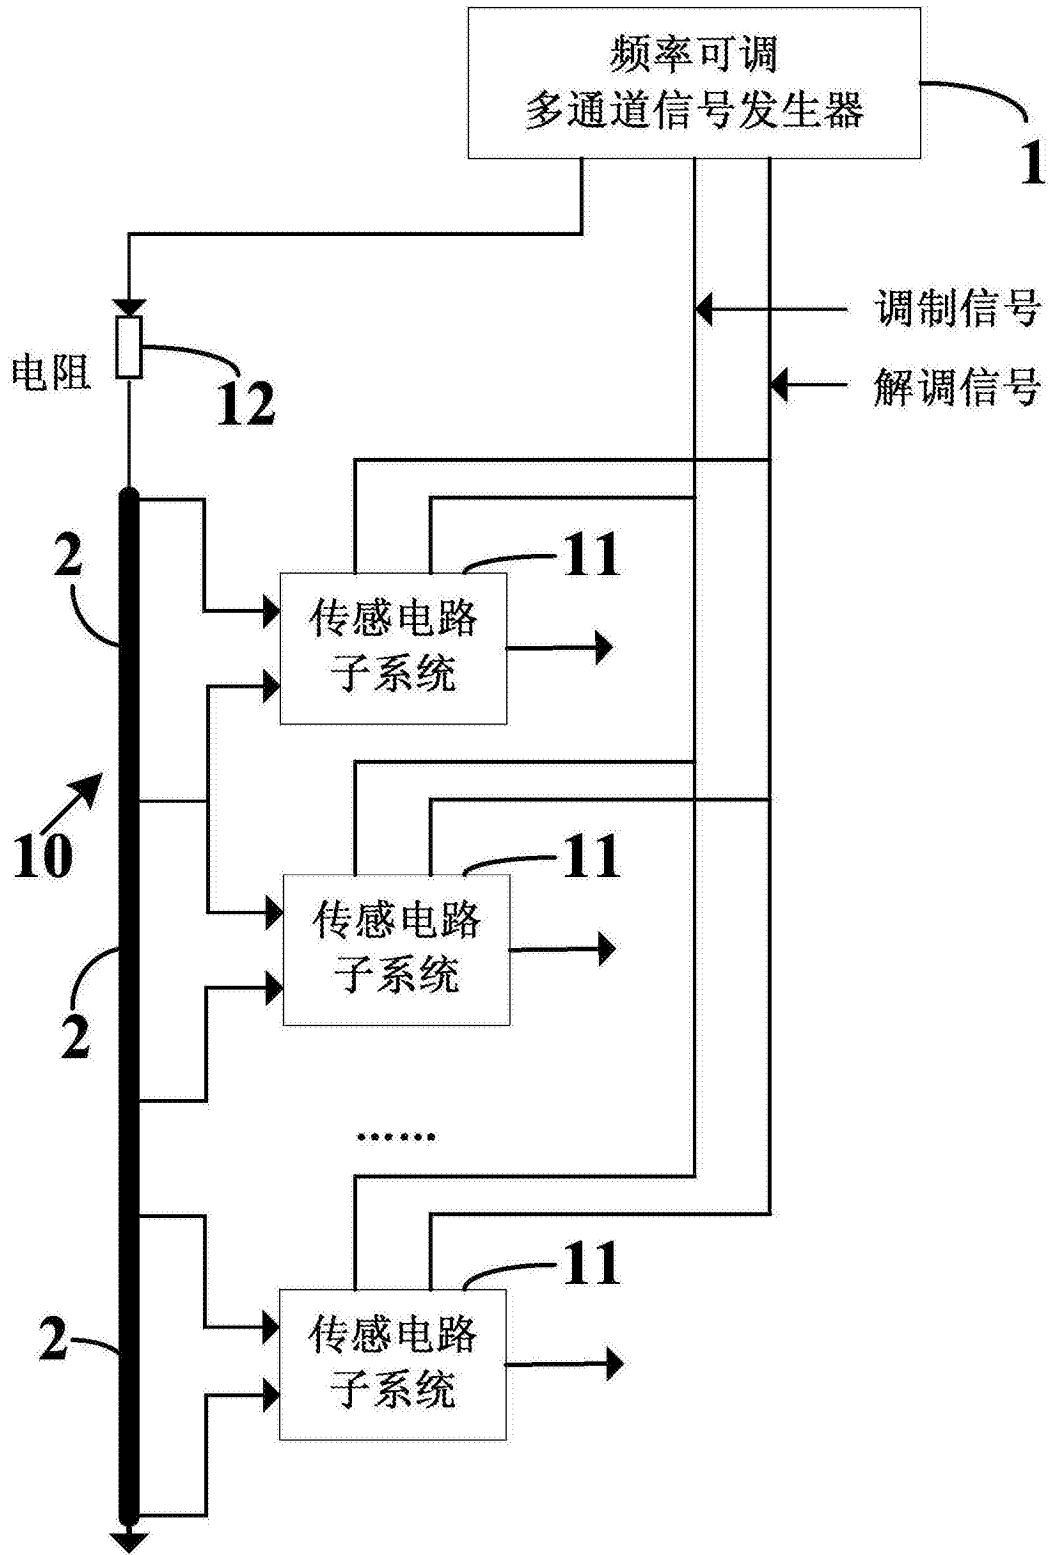 频率可调
多通道信号发生器
1
调制信号
电阻
12
解调信号
2
11
传感电路
子系统
10
11
传感电路
子系统
2
......
11
传感电路
子系统
2